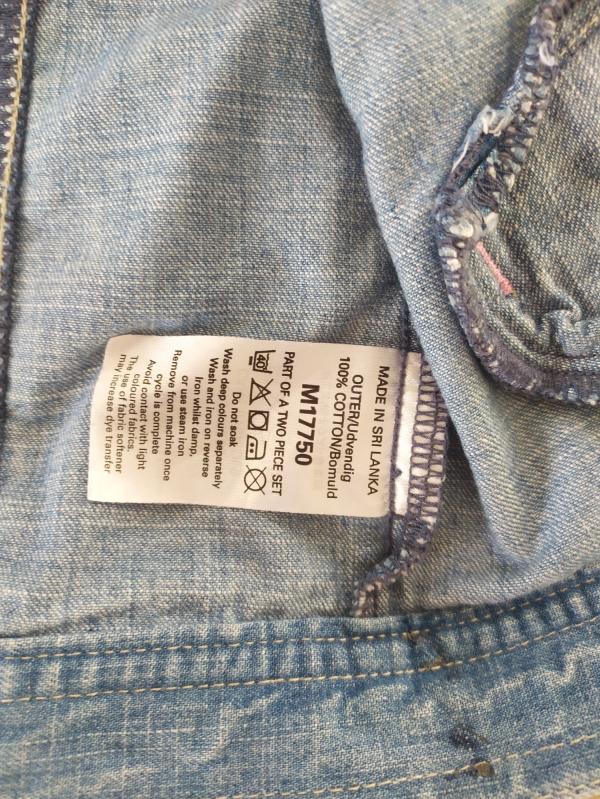 MADE IN SRI LANKA
OUTER/Udvendig
100% COTTON/Bomuld
M17750
PART OF A TWO PIECE SET
40
Do not soak
Wash deep colours separately
Wash and iron on reverse
Iron whilst damp,
or use steam iron
Remove from machine once
cycle is complete
Avoid contact with light
coloured fabrics.
The use of fabric softener
may increase dye transfer